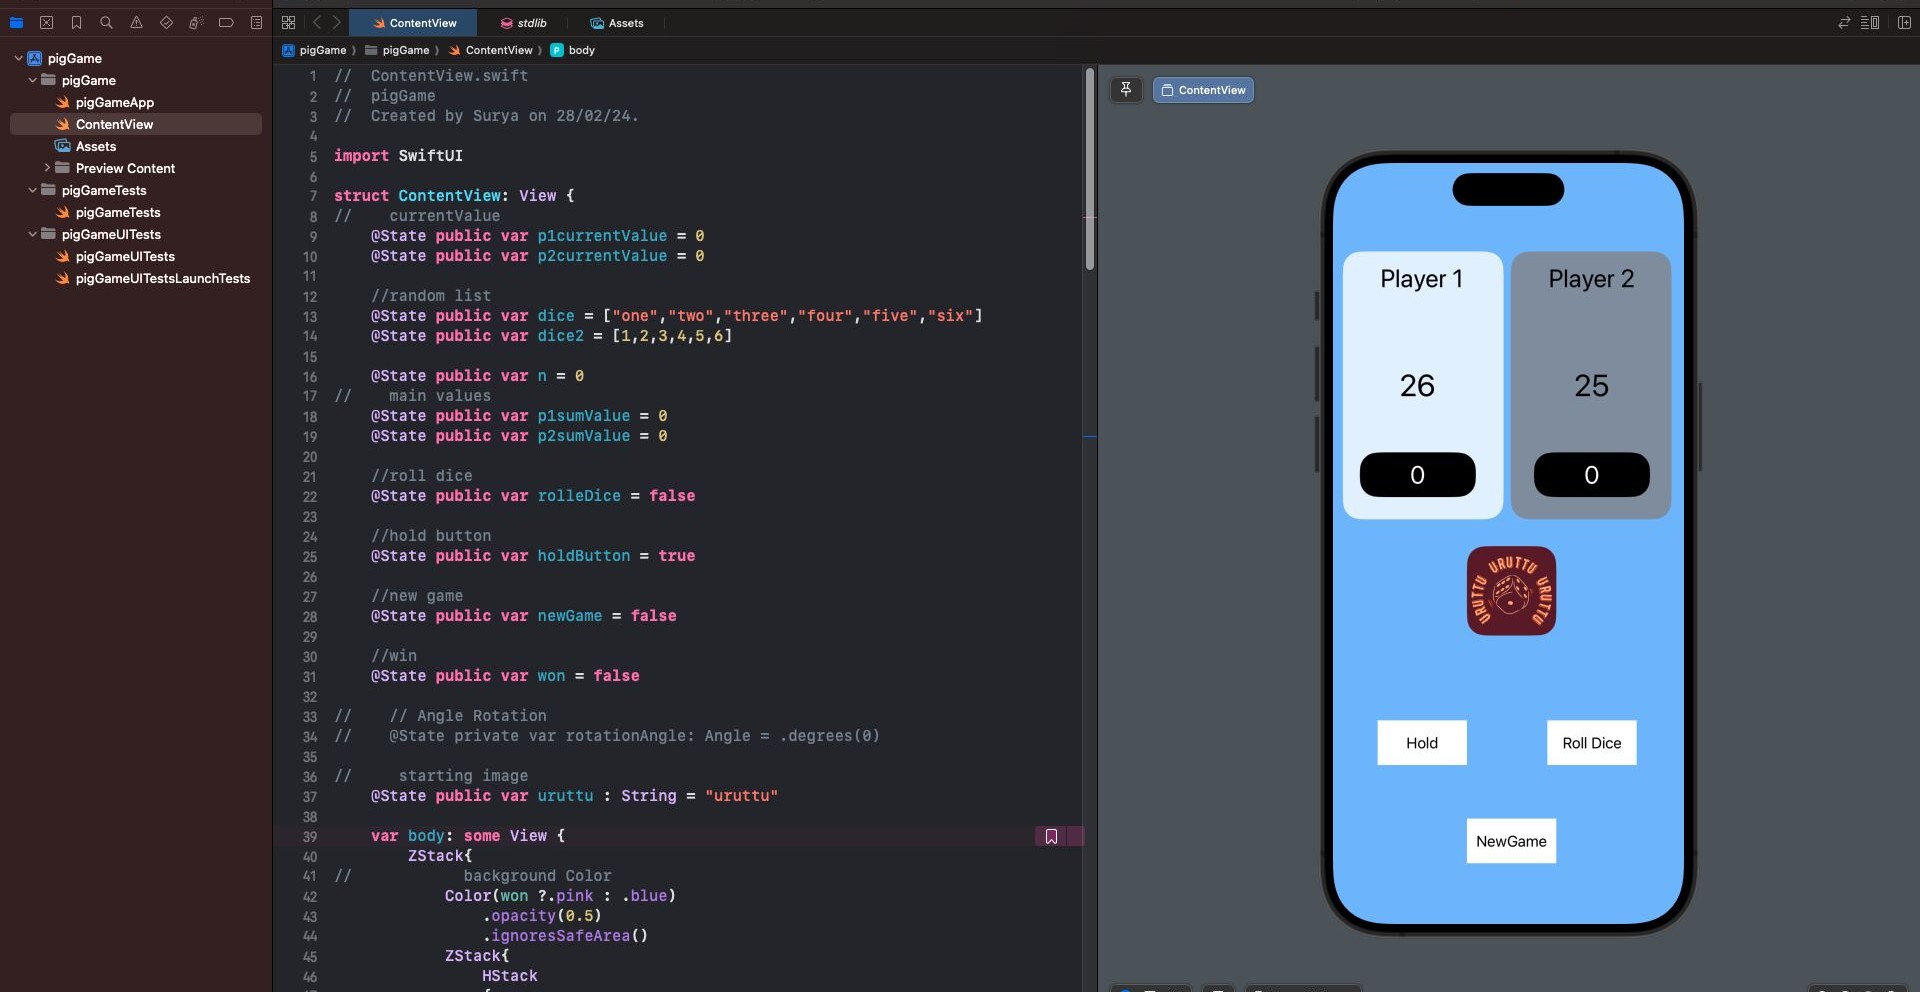 ContentView
stdlib
Assets
pigGame
pigGame
ContentView
body
pigGame
pigGame
pigGameApp
ContentView
Assets
Preview Content
pigGameTests
pigGameTests
pigGameUITests
pigGameUITests
pigGameUITestsLaunchTests
1 //  ContentView.swift
2 //  pigGame
3 //  Created by Surya on 28/02/24.
4
5 import SwiftUI
6
7 struct ContentView: View {
8 //    currentValue
9     @State public var p1currentValue = 0
10     @State public var p2currentValue = 0
11
12     //random list
13     @State public var dice = ["one","two","three","four","five","six"]
14     @State public var dice2 = [1,2,3,4,5,6]
15
16     @State public var n = 0
17 //    main values
18     @State public var p1sumValue = 0
19     @State public var p2sumValue = 0
20
21     //roll dice
22     @State public var rolleDice = false
23
24     //hold button
25     @State public var holdButton = true
26
27     //new game
28     @State public var newGame = false
29
30     //win
31     @State public var won = false
32
33 //    // Angle Rotation
34 //    @State private var rotationAngle: Angle = .degrees(0)
35
36 //     starting image
37     @State public var uruttu : String = "uruttu"
38
39     var body: some View {
40         ZStack{
41 //            background Color
42             Color(won ?.pink : .blue)
43                 .opacity(0.5)
44                 .ignoresSafeArea()
45             ZStack{
46                 HStack
ContentView
Player 1
Player 2
26
25
0
0
URUTTU URUTTU URUTTU
Hold
Roll Dice
NewGame